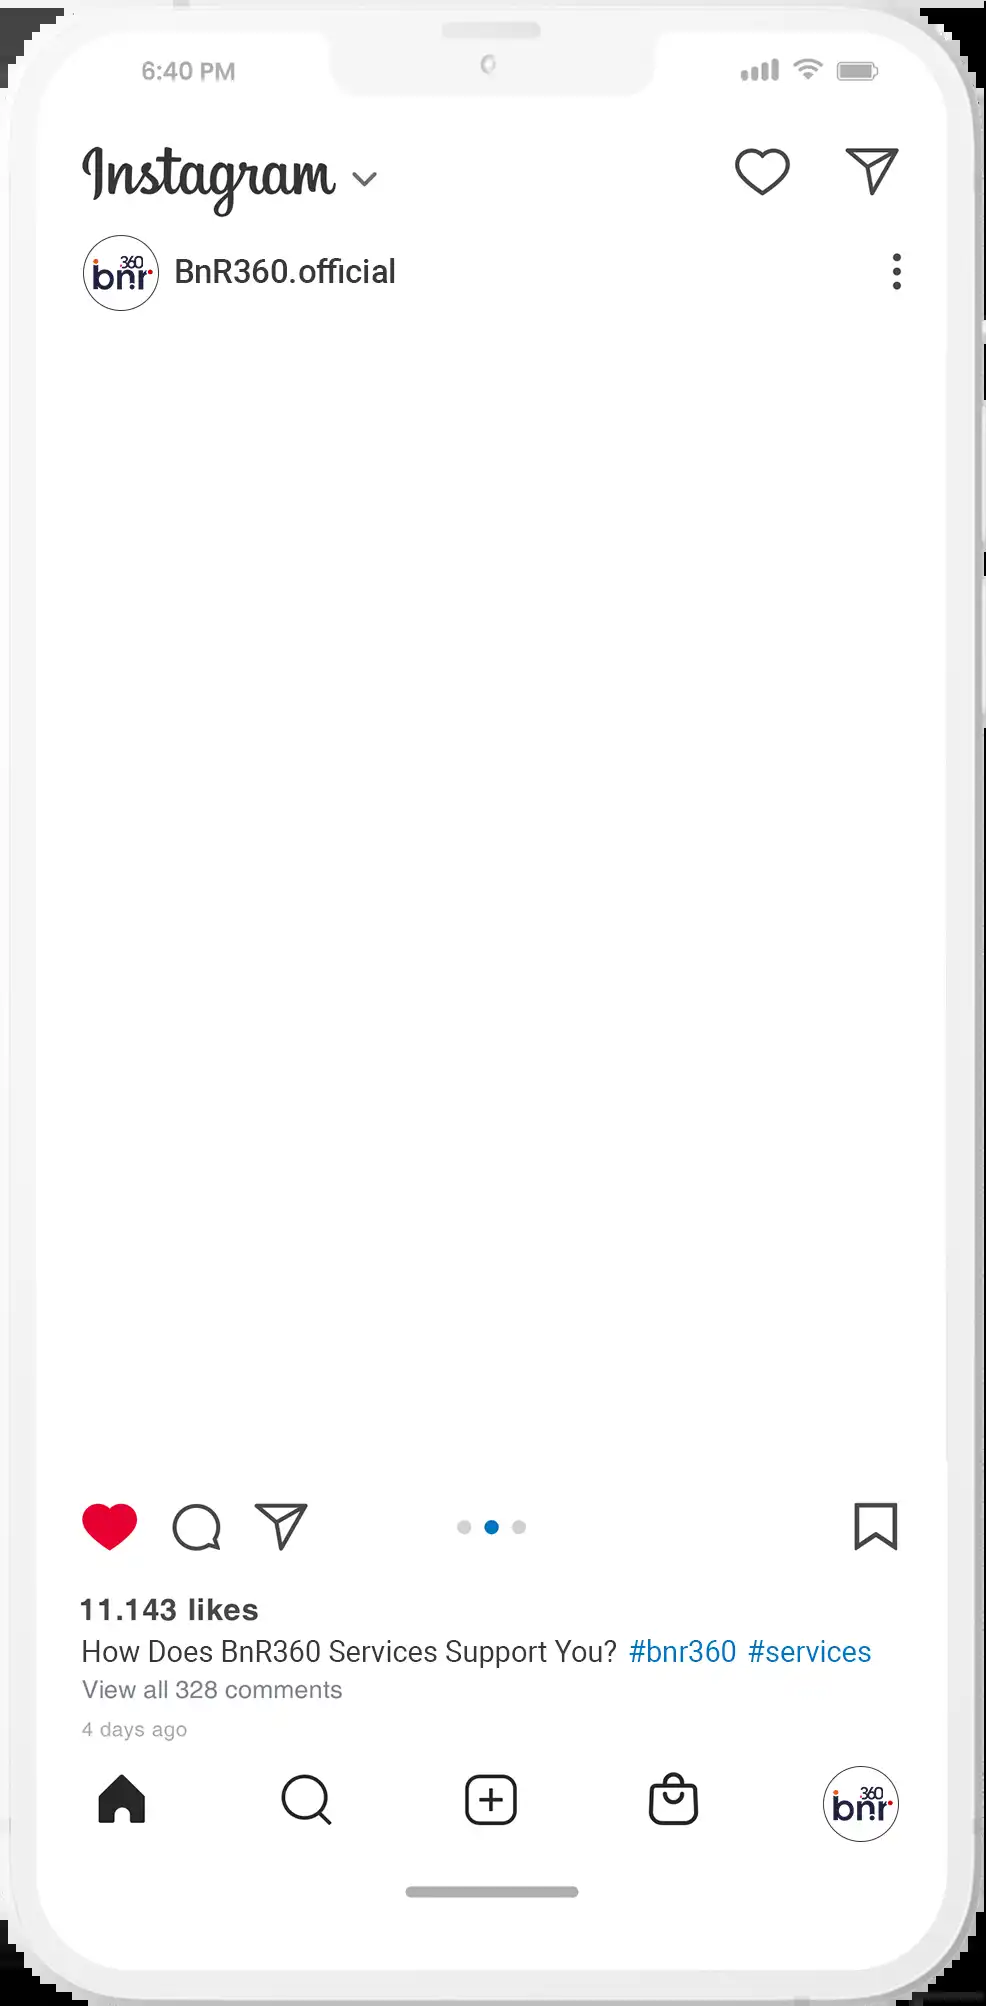 6:40 PM
Instagram
360
bnr
BnR360.official
11.143 likes
How Does BnR360 Services Support You? #bnr360 #services
View all 328 comments
4 days ago
360
bnr